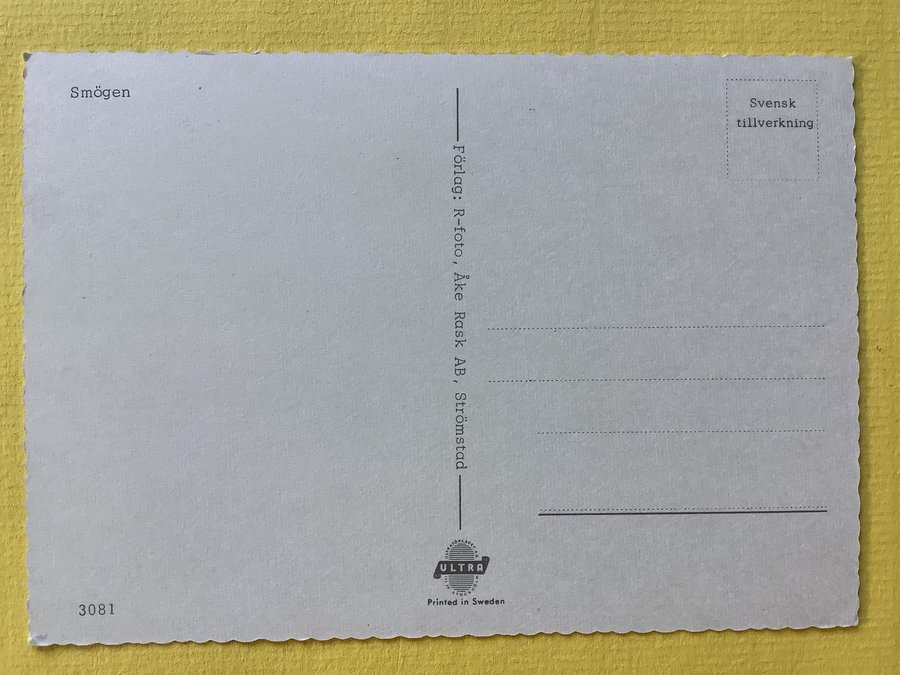 Smögen
Svensk
tillverkning
Förlag: R-foto, Åke Rask AB, Strömstad
ULTRA
Printed in Sweden
3081